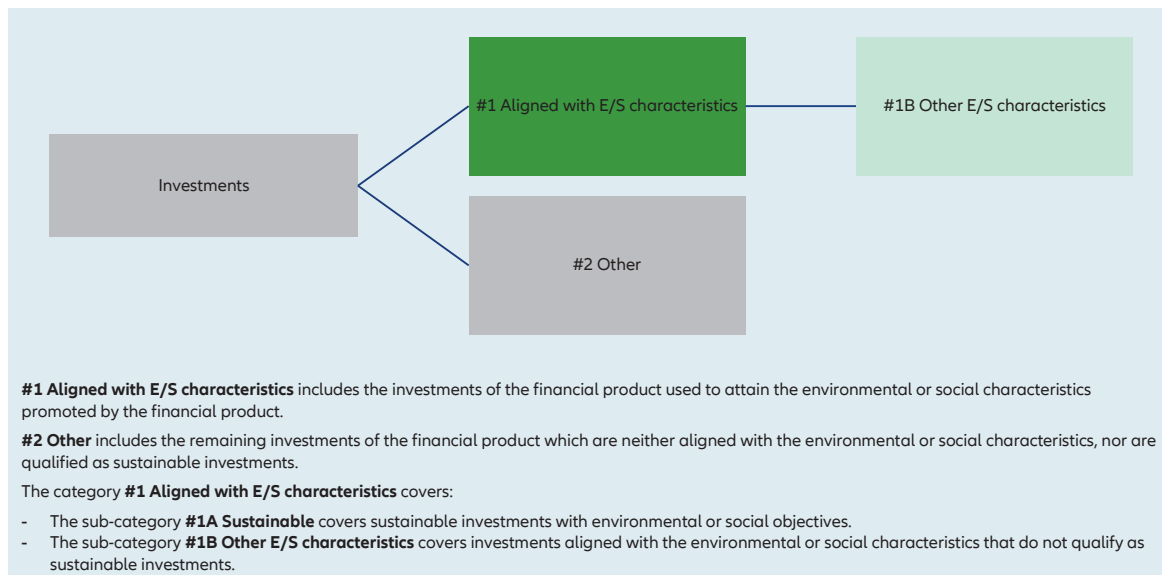 #1 Aligned with E/S characteristics
#1B Other E/S characteristics
Investments
#2 Other
#1 Aligned with E/S characteristics includes the investments of the financial product used to attain the environmental or social characteristics
promoted by the financial product.
#2 Other includes the remaining investments of the financial product which are neither aligned with the environmental or social characteristics, nor are
qualified as sustainable investments.
The category #1 Aligned with E/S characteristics covers:
- The sub-category #1A Sustainable covers sustainable investments with environmental or social objectives.
- The sub-category #1B Other E/S characteristics covers investments aligned with the environmental or social characteristics that do not qualify as
sustainable investments.